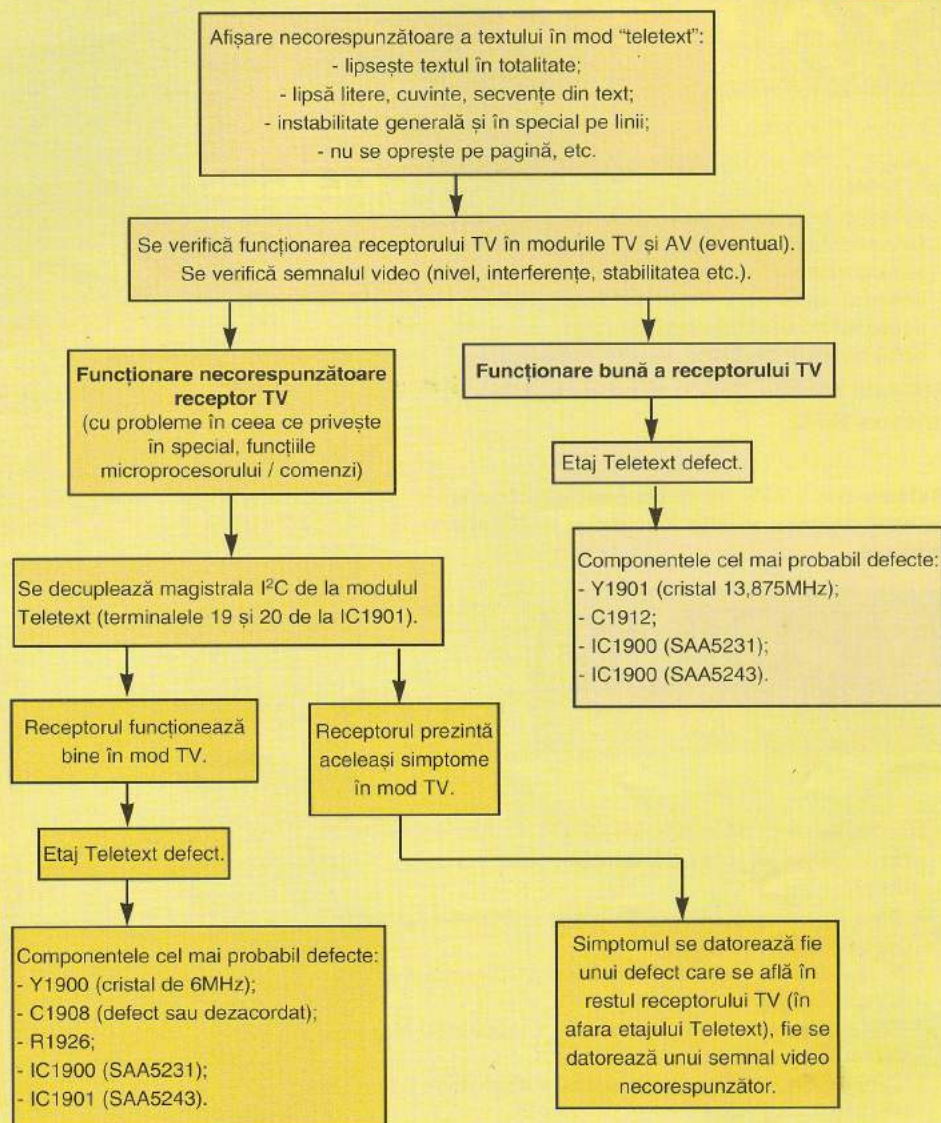 Afișare necorespunzătoare a textului în mod “teletext”:
- lipsește textul în totalitate;
- lipsă litere, cuvinte, secvențe din text;
- instabilitate generală și în special pe linii;
- nu se oprește pe pagină, etc.
Se verifică funcționarea receptorului TV în modurile TV și AV (eventual).
Se verifică semnalul video (nivel, interferențe, stabilitatea etc.).
Funcționare necorespunzătoare
receptor TV
(cu probleme în ceea ce privește
în special, funcțiile
microprocesorului / comenzi)
Funcționare bună a receptorului TV
Etaj Teletext defect.
Componentele cel mai probabil defecte:
- Y1901 (cristal 13,875MHz);
- C1912;
- IC1900 (SAA5231);
- IC1900 (SAA5243).
Se decuplează magistrala I²C de la modulul
Teletext (terminalele 19 și 20 de la IC1901).
Receptorul funcționează
bine în mod TV.
Receptorul prezintă
aceleași simptome
în mod TV.
Etaj Teletext defect.
Componentele cel mai probabil defecte:
- Y1900 (cristal de 6MHz);
- C1908 (defect sau dezacordat);
- R1926;
- IC1900 (SAA5231);
- IC1901 (SAA5243).
Simptomul se datorează fie
unui defect care se află în
restul receptorului TV (în
afara etajului Teletext), fie se
datorează unui semnal video
necorespunzător.